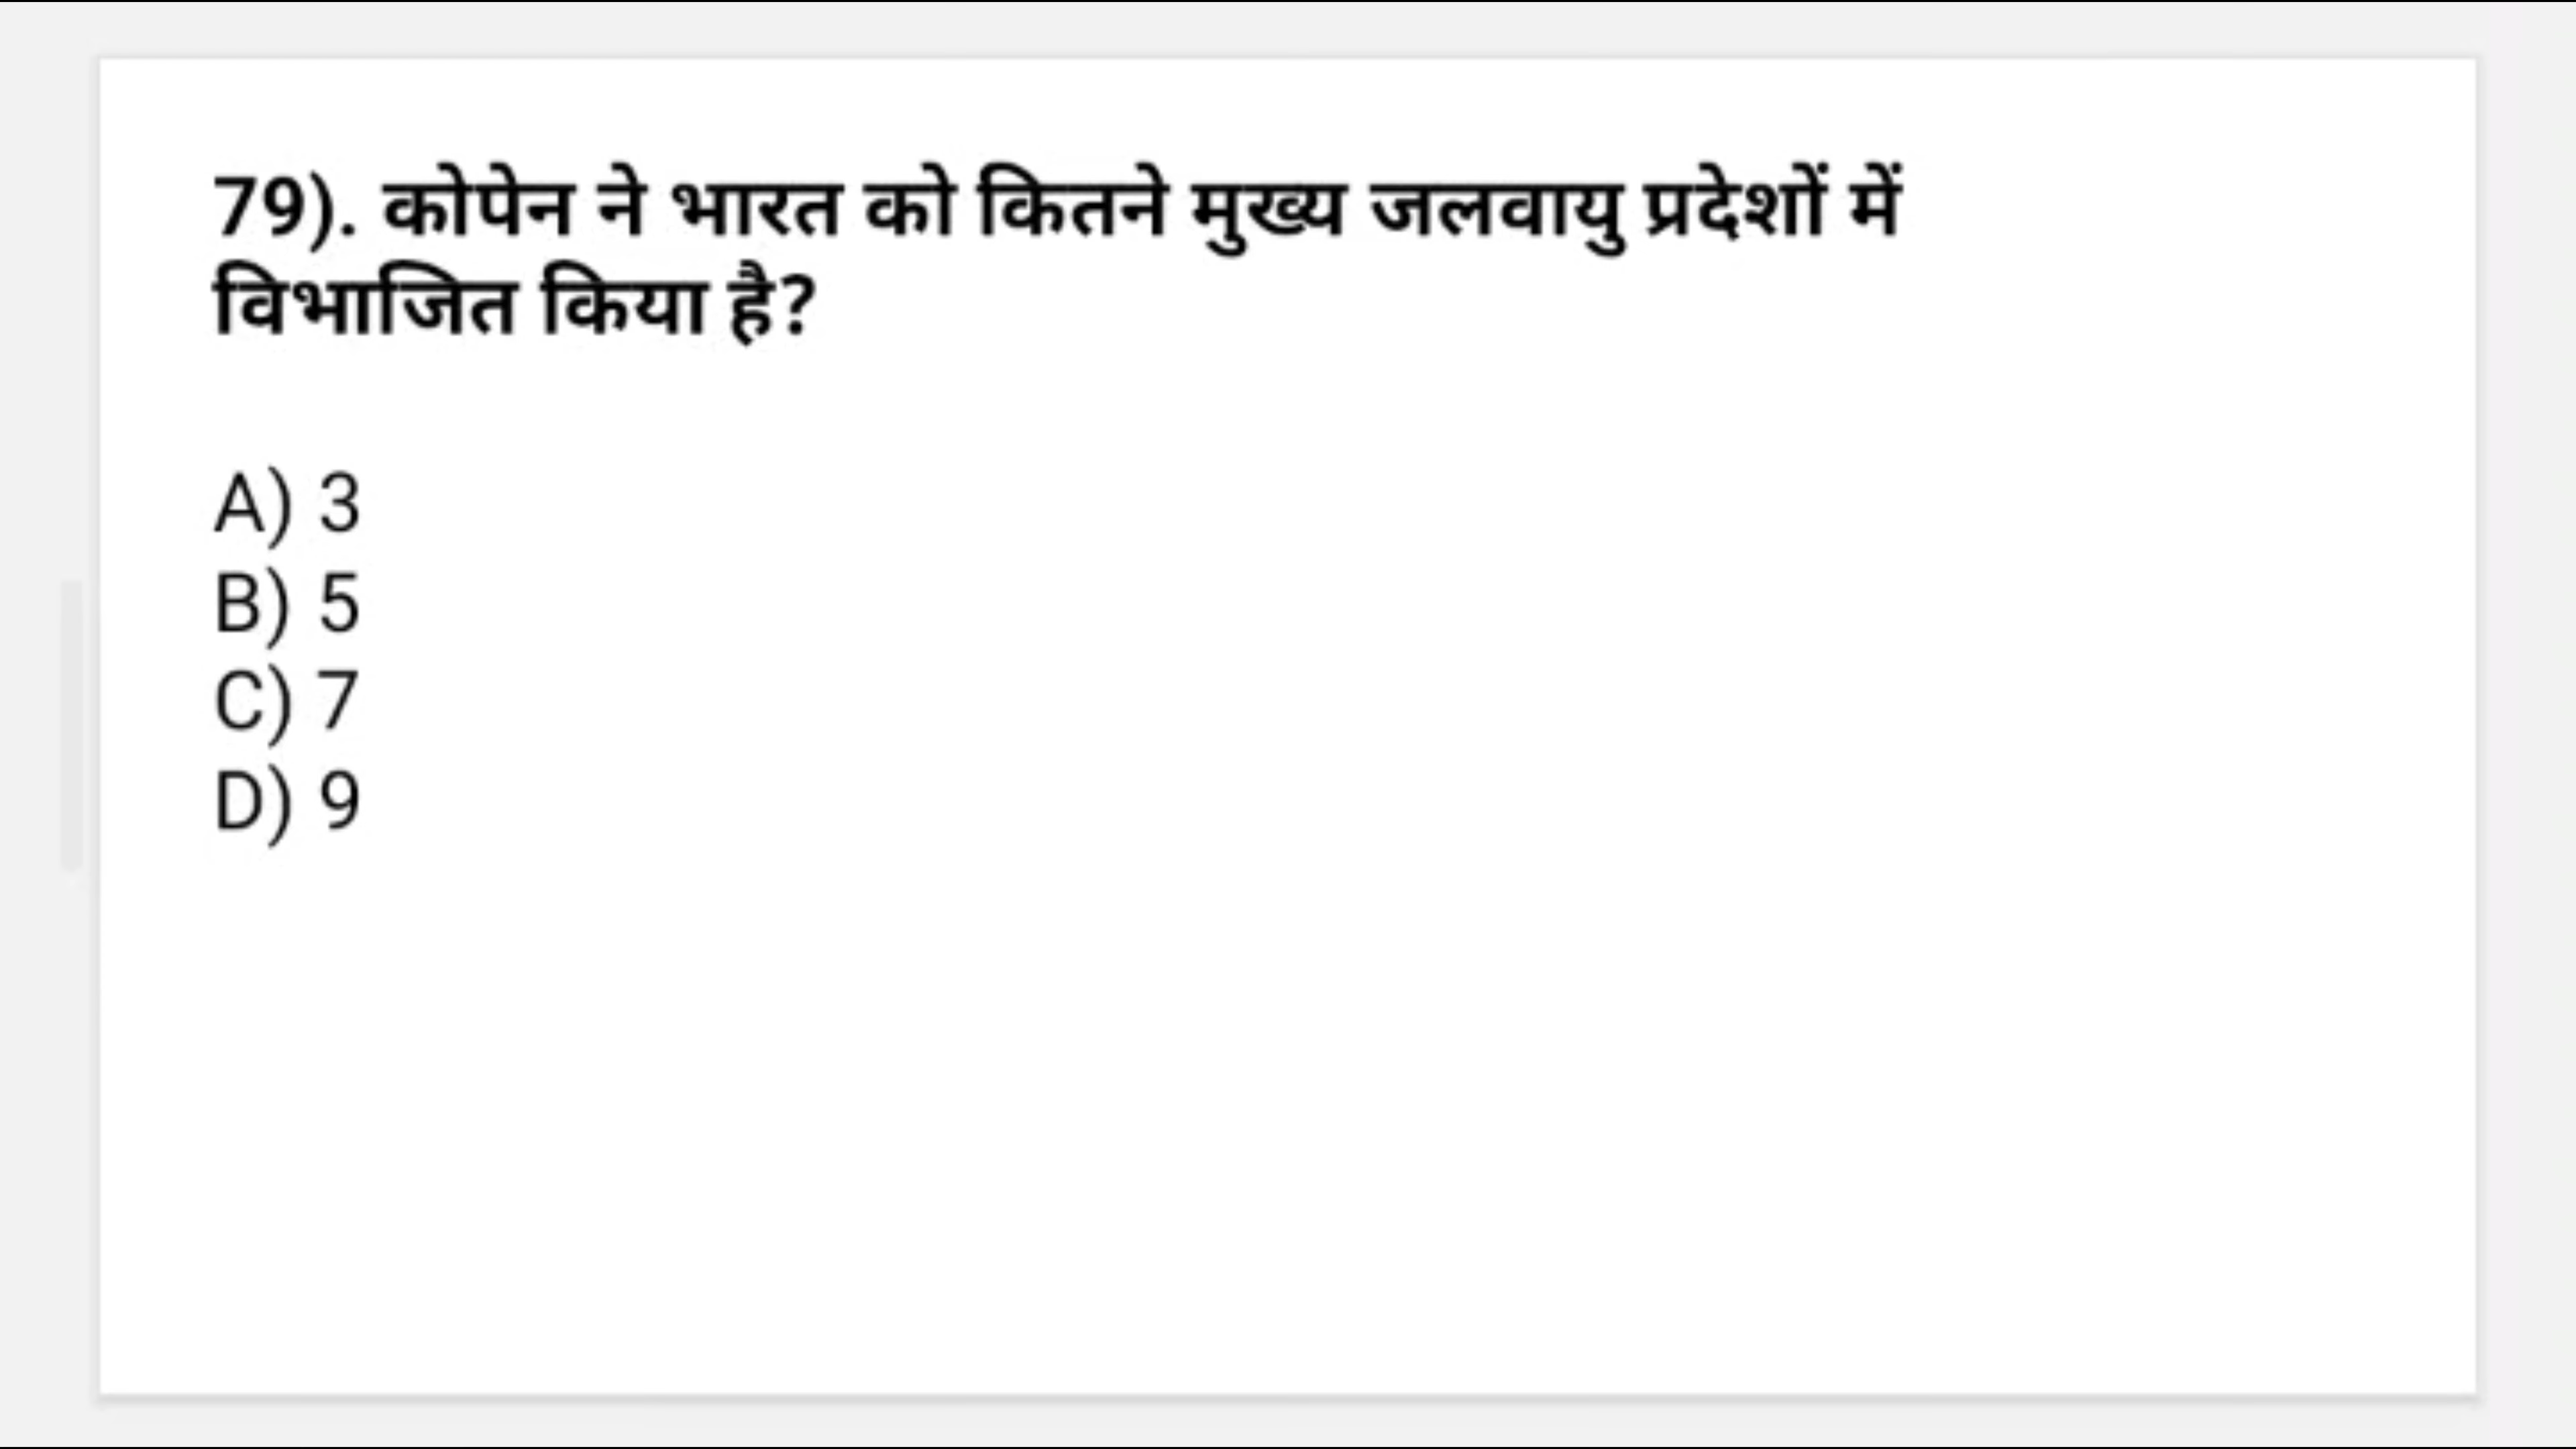 79). कोपेन ने भारत को कितने मुख्य जलवायु प्रदेशों में
विभाजित किया है?
A) 3
B) 5
C) 7
D) 9